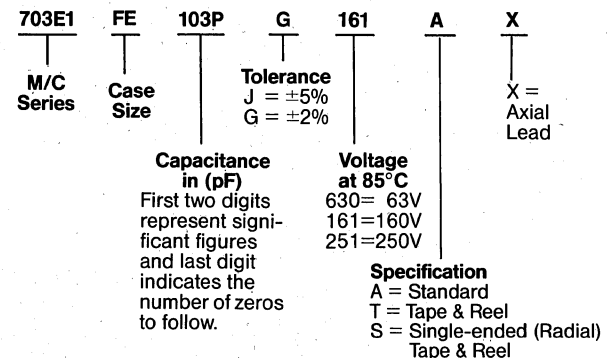 703E1 FE 103P G 161 A X
M/C
Series
Case
Size
Tolerance
J = ±5%
G = ±2%
X =
Axial
Lead
Capacitance
in (pF)
First two digits
represent signi-
ficant figures
and last digit
indicates the
number of zeros
to follow.
Voltage
at 85°C
630= 63V
161=160V
251=250V
Specification
A = Standard
T = Tape & Reel
S = Single-ended (Radial)
Tape & Reel